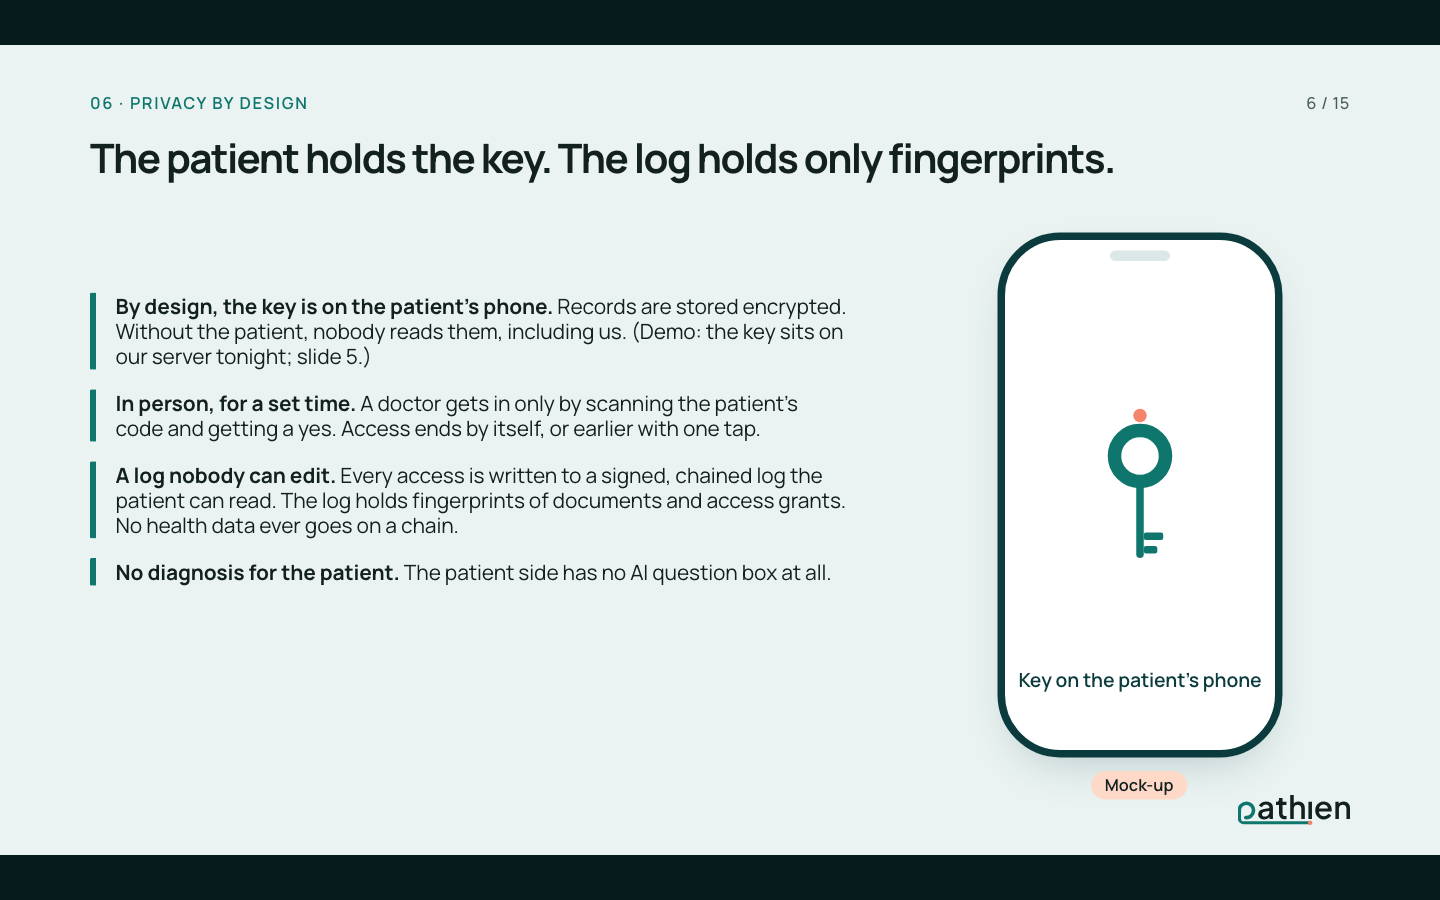 06 · PRIVACY BY DESIGN
6 / 15
The patient holds the key. The log holds only fingerprints.
By design, the key is on the patient’s phone. Records are stored encrypted.
Without the patient, nobody reads them, including us. (Demo: the key sits on
our server tonight; slide 5.)
In person, for a set time. A doctor gets in only by scanning the patient’s
code and getting a yes. Access ends by itself, or earlier with one tap.
A log nobody can edit. Every access is written to a signed, chained log the
patient can read. The log holds fingerprints of documents and access grants.
No health data ever goes on a chain.
No diagnosis for the patient. The patient side has no AI question box at all.
Key on the patient’s phone
Mock-up
pathien